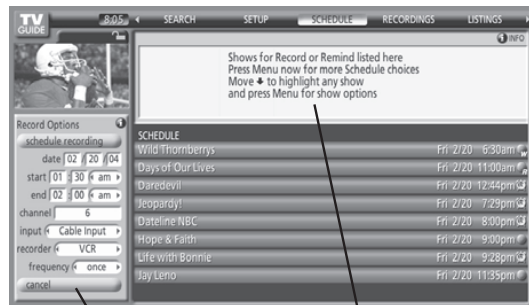 TV GUIDE
8:05
SEARCH SETUP SCHEDULE RECORDINGS LISTINGS
INFO
Shows for Record or Remind listed here
Press Menu now for more Schedule choices
Move to highlight any show
and press Menu for show options
Record Options
schedule recording
date 02 / 20 / 04
start 01 : 30 am
end 02 : 00 am
channel 6
input Cable Input
recorder VCR
frequency once
cancel
SCHEDULE
Wild Thornberrys Fri 2/20 6:30am W
Days of Our Lives Fri 2/20 11:00am R
Daredevil Fri 2/20 12:44pm
Jeopardy! Fri 2/20 7:29pm
Dateline NBC Fri 2/20 8:00pm
Hope & Faith Fri 2/20 9:00pm
Life with Bonnie Fri 2/20 9:28pm
Jay Leno Fri 2/20 11:35pm